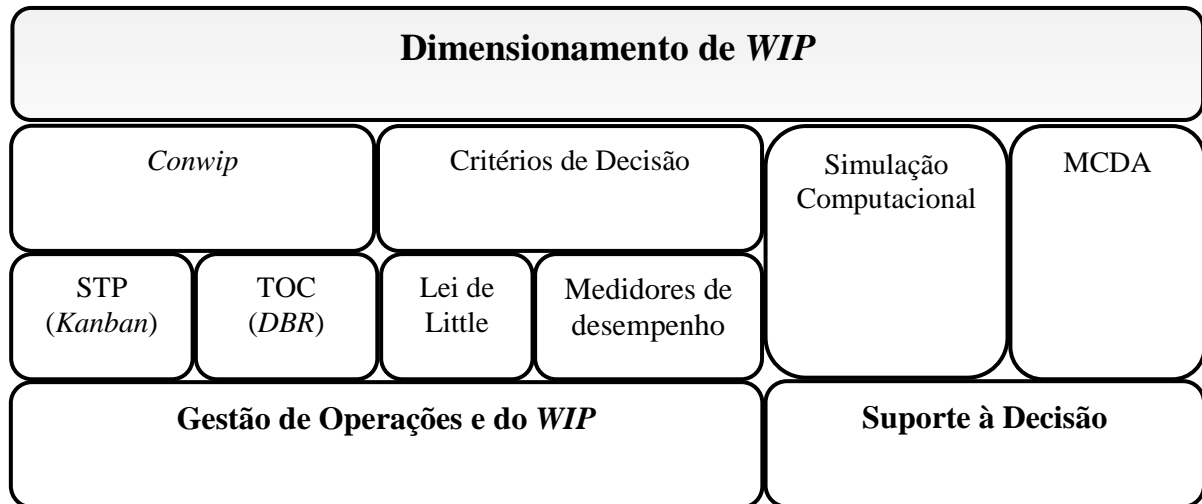 Dimensionamento de WIP
Conwip
Critérios de Decisão
Simulação
Computacional
MCDA
STP
(Kanban)
TOC
(DBR)
Lei de
Little
Medidores de
desempenho
Gestão de Operações e do WIP
Suporte à Decisão